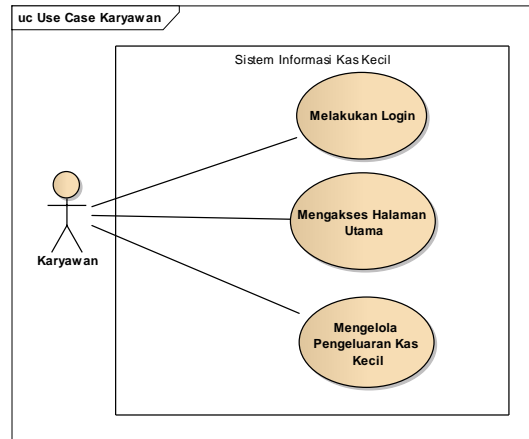 uc Use Case Karyawan
Sistem Informasi Kas Kecil
Melakukan Login
Mengakses Halaman
Utama
Karyawan
Mengelola
Pengeluaran Kas
Kecil